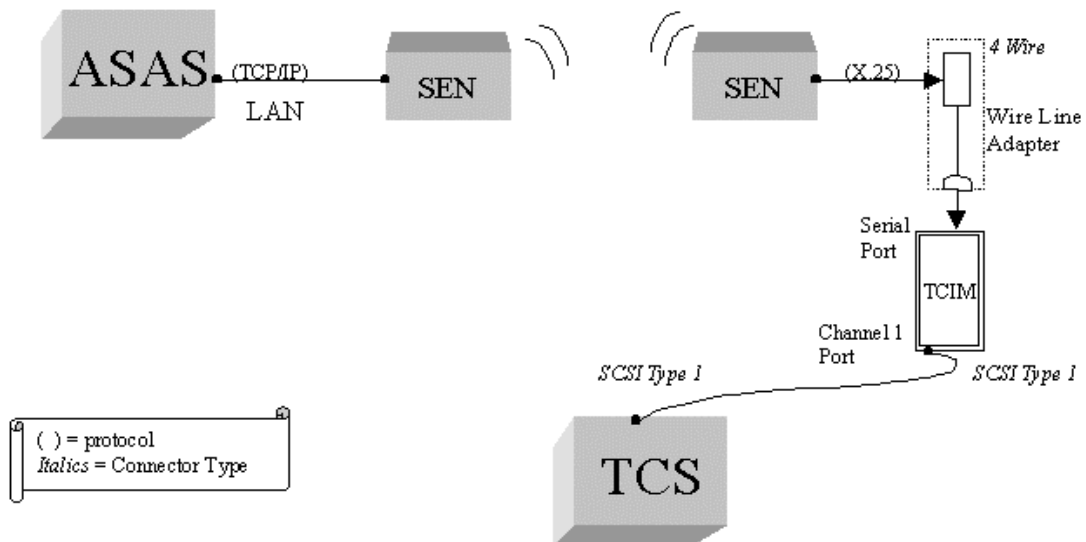 ASAS
(TCP/IP)
LAN
SEN
SEN
(X.25)
4 Wire
Wire Line
Adapter
Serial
Port
TCIM
Channel 1
Port
SCSI Type 1
SCSI Type 1
TCS
( ) = protocol
Italics = Connector Type